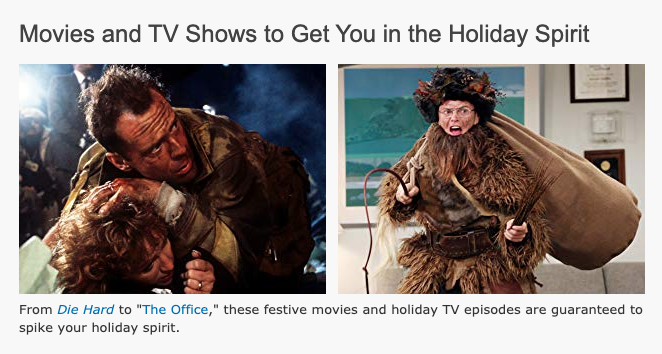 Movies and TV Shows to Get You in the Holiday Spirit
From Die Hard to "The Office," these festive movies and holiday TV episodes are guaranteed to
spike your holiday spirit.